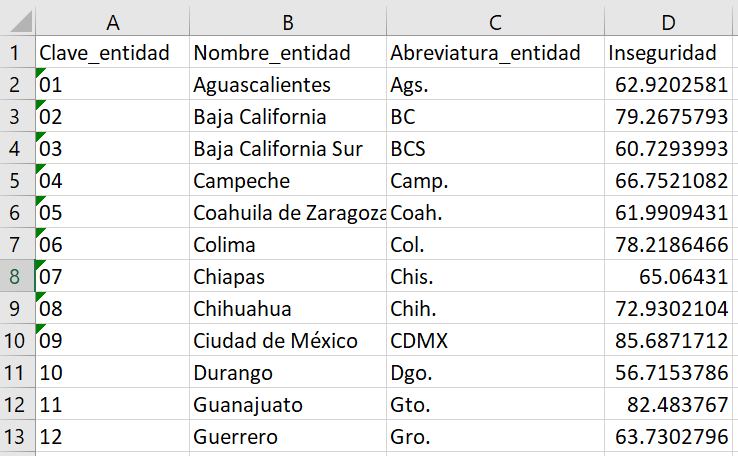 A B C D
1 Clave_entidad Nombre_entidad Abreviatura_entidad Inseguridad
2 01 Aguascalientes Ags. 62.9202581
3 02 Baja California BC 79.2675793
4 03 Baja California Sur BCS 60.7293993
5 04 Campeche Camp. 66.7521082
6 05 Coahuila de Zaragoza Coah. 61.9909431
7 06 Colima Col. 78.2186466
8 07 Chiapas Chis. 65.06431
9 08 Chihuahua Chih. 72.9302104
10 09 Ciudad de México CDMX 85.6871712
11 10 Durango Dgo. 56.7153786
12 11 Guanajuato Gto. 82.483767
13 12 Guerrero Gro. 63.7302796